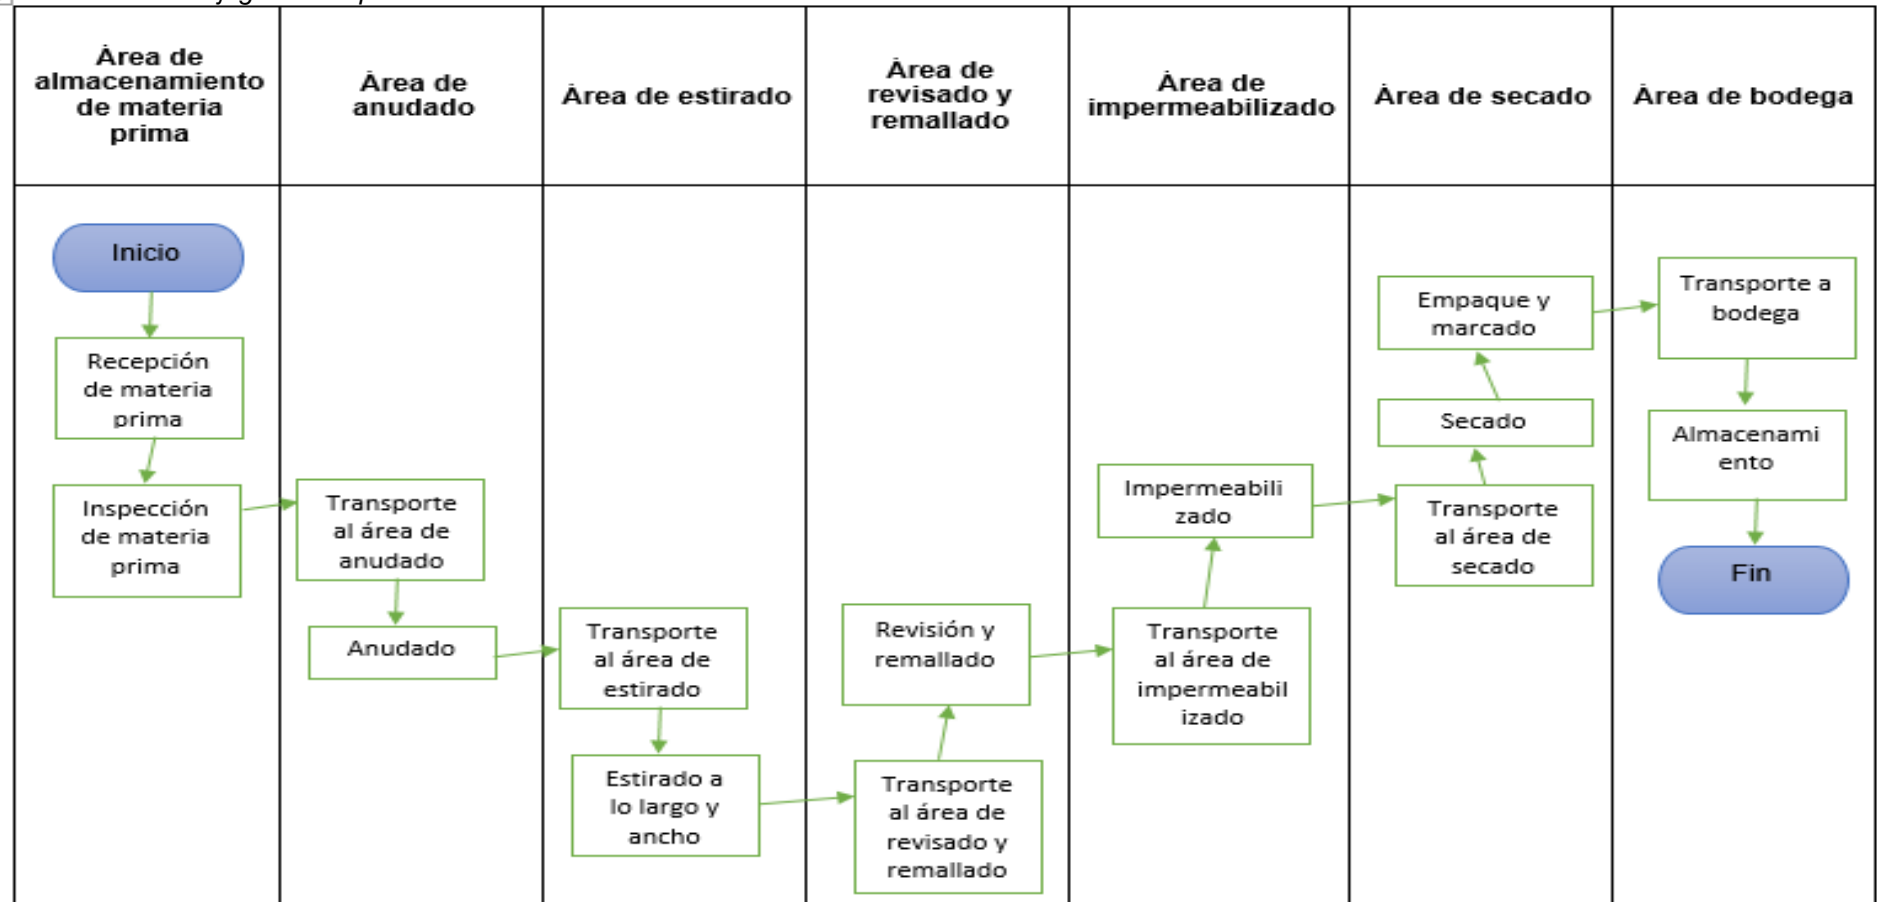 Área de
almacenamiento
de materia
prima
Área de
anudado
Área de estirado
Área de
revisado y
remallado
Área de
impermeabilizado
Área de secado
Área de bodega
Inicio
Recepción
de materia
prima
Inspección
de materia
prima
Transporte
al área de
anudado
Anudado
Transporte
al área de
estirado
Estirado a
lo largo y
ancho
Revisión y
remallado
Transporte
al área de
revisado y
remallado
Impermeabili
zado
Transporte
al área de
impermeabil
izado
Empaque y
marcado
Secado
Transporte
al área de
secado
Transporte a
bodega
Almacenami
ento
Fin